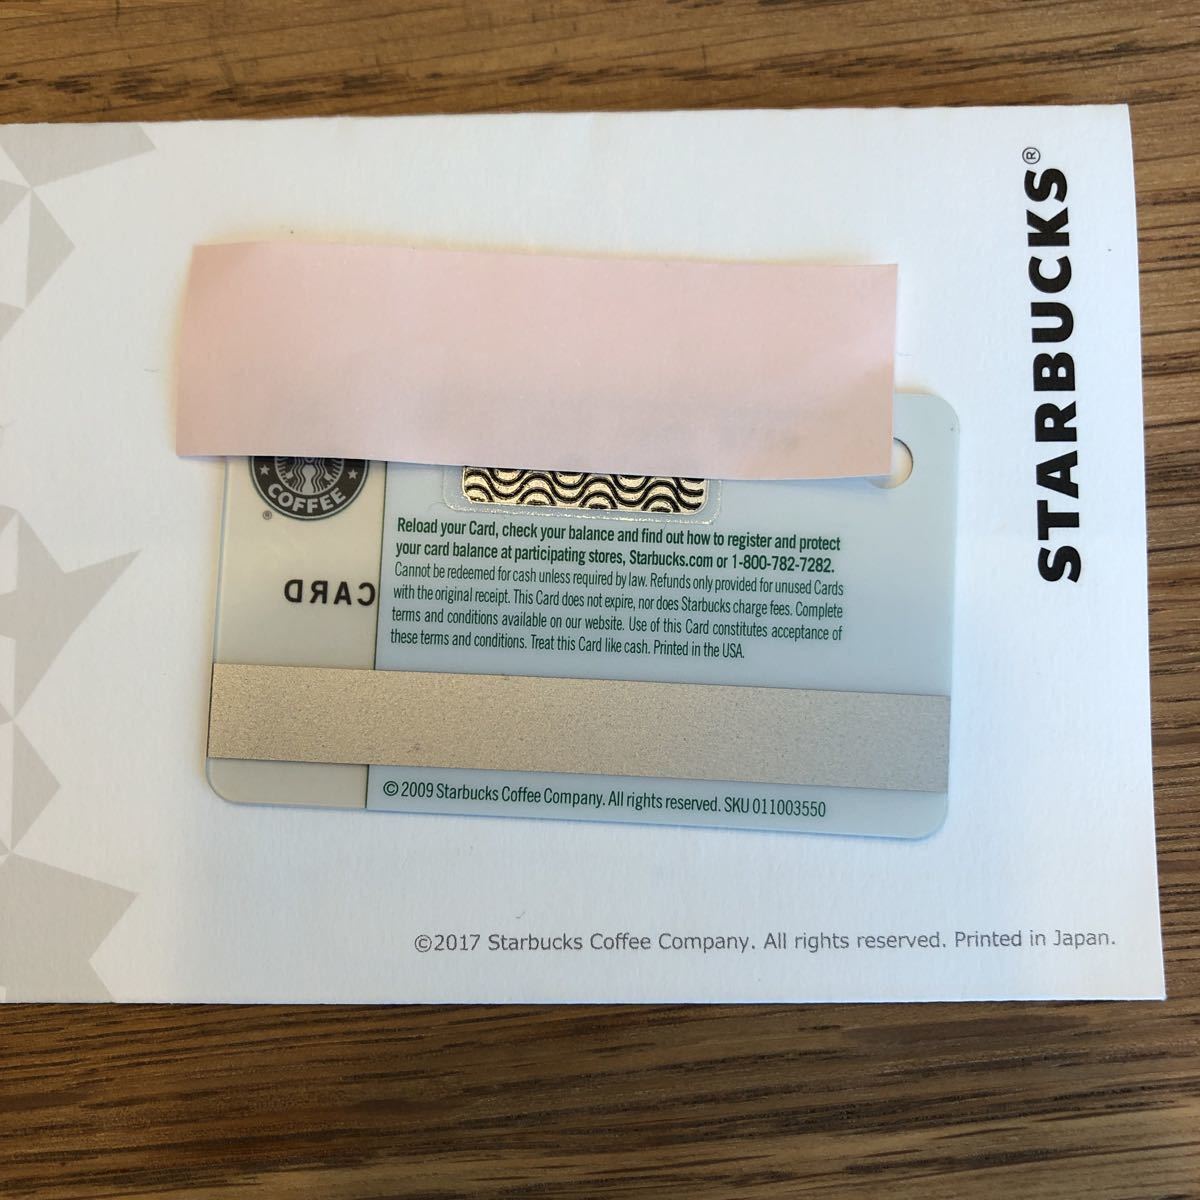 STARBUCKS®
COFFEE
®
CARD
Reload your Card, check your balance and find out how to register and protect
your card balance at participating stores, Starbucks.com or 1-800-782-7282.
Cannot be redeemed for cash unless required by law. Refunds only provided for unused Cards
with the original receipt. This Card does not expire, nor does Starbucks charge fees. Complete
terms and conditions available on our website. Use of this Card constitutes acceptance of
these terms and conditions. Treat this Card like cash. Printed in the USA.
© 2009 Starbucks Coffee Company. All rights reserved. SKU 011003550
©2017 Starbucks Coffee Company. All rights reserved. Printed in Japan.